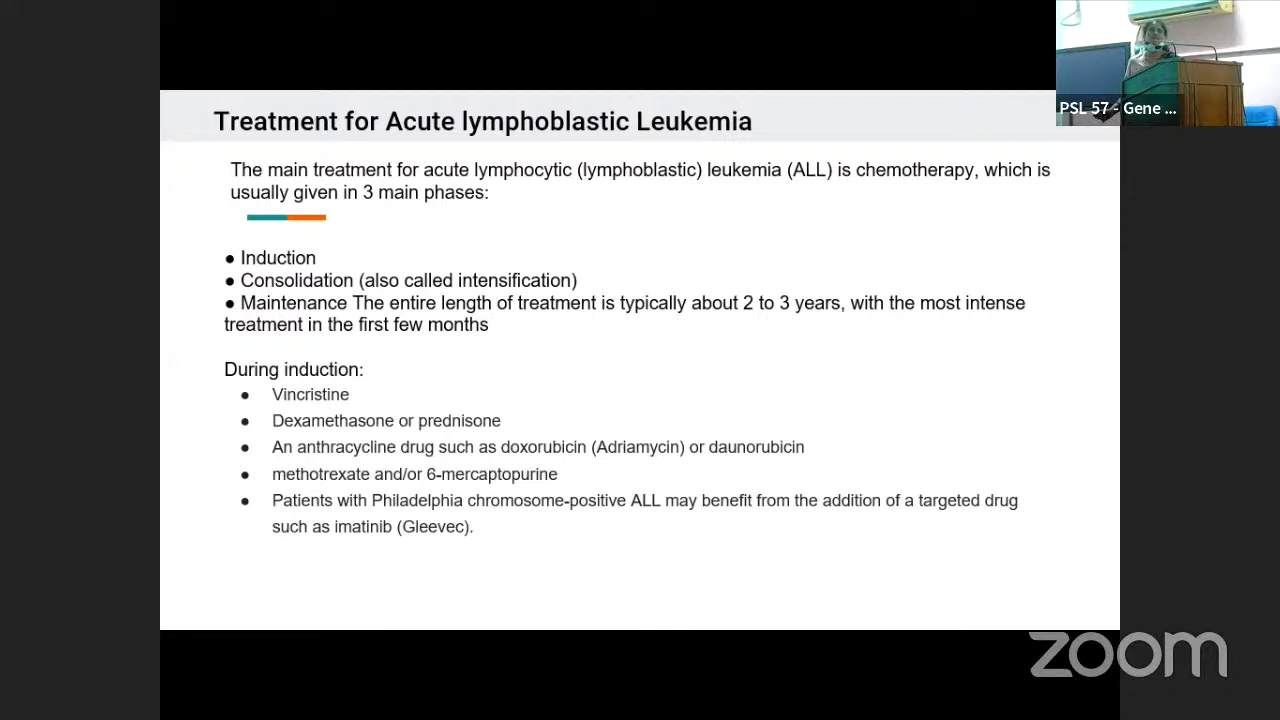 Treatment for Acute lymphoblastic Leukemia
PSL 57 - Gene ...
The main treatment for acute lymphocytic (lymphoblastic) leukemia (ALL) is chemotherapy, which is
usually given in 3 main phases:
● Induction
● Consolidation (also called intensification)
● Maintenance The entire length of treatment is typically about 2 to 3 years, with the most intense
treatment in the first few months
During induction:
● Vincristine
● Dexamethasone or prednisone
● An anthracycline drug such as doxorubicin (Adriamycin) or daunorubicin
● methotrexate and/or 6-mercaptopurine
● Patients with Philadelphia chromosome-positive ALL may benefit from the addition of a targeted drug
such as imatinib (Gleevec).
zoom